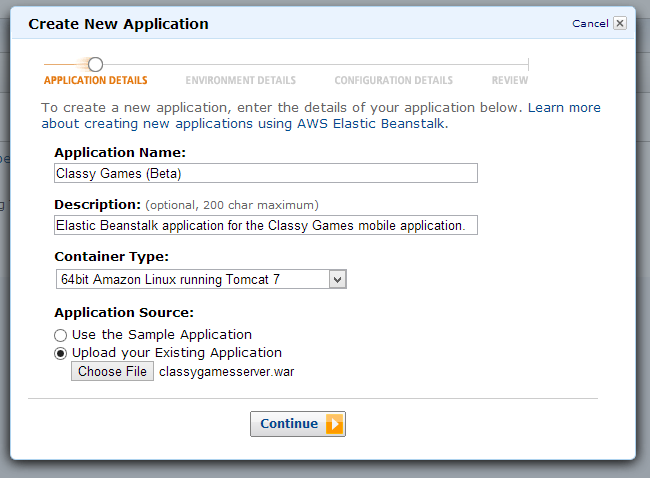 Create New Application
Cancel
APPLICATION DETAILS ENVIRONMENT DETAILS CONFIGURATION DETAILS REVIEW
To create a new application, enter the details of your application below. Learn more
about creating new applications using AWS Elastic Beanstalk.
Application Name:
Classy Games (Beta)
Description: (optional, 200 char maximum)
Elastic Beanstalk application for the Classy Games mobile application.
Container Type:
64bit Amazon Linux running Tomcat 7
Application Source:
Use the Sample Application
Upload your Existing Application
Choose File classygamesserver.war
Continue